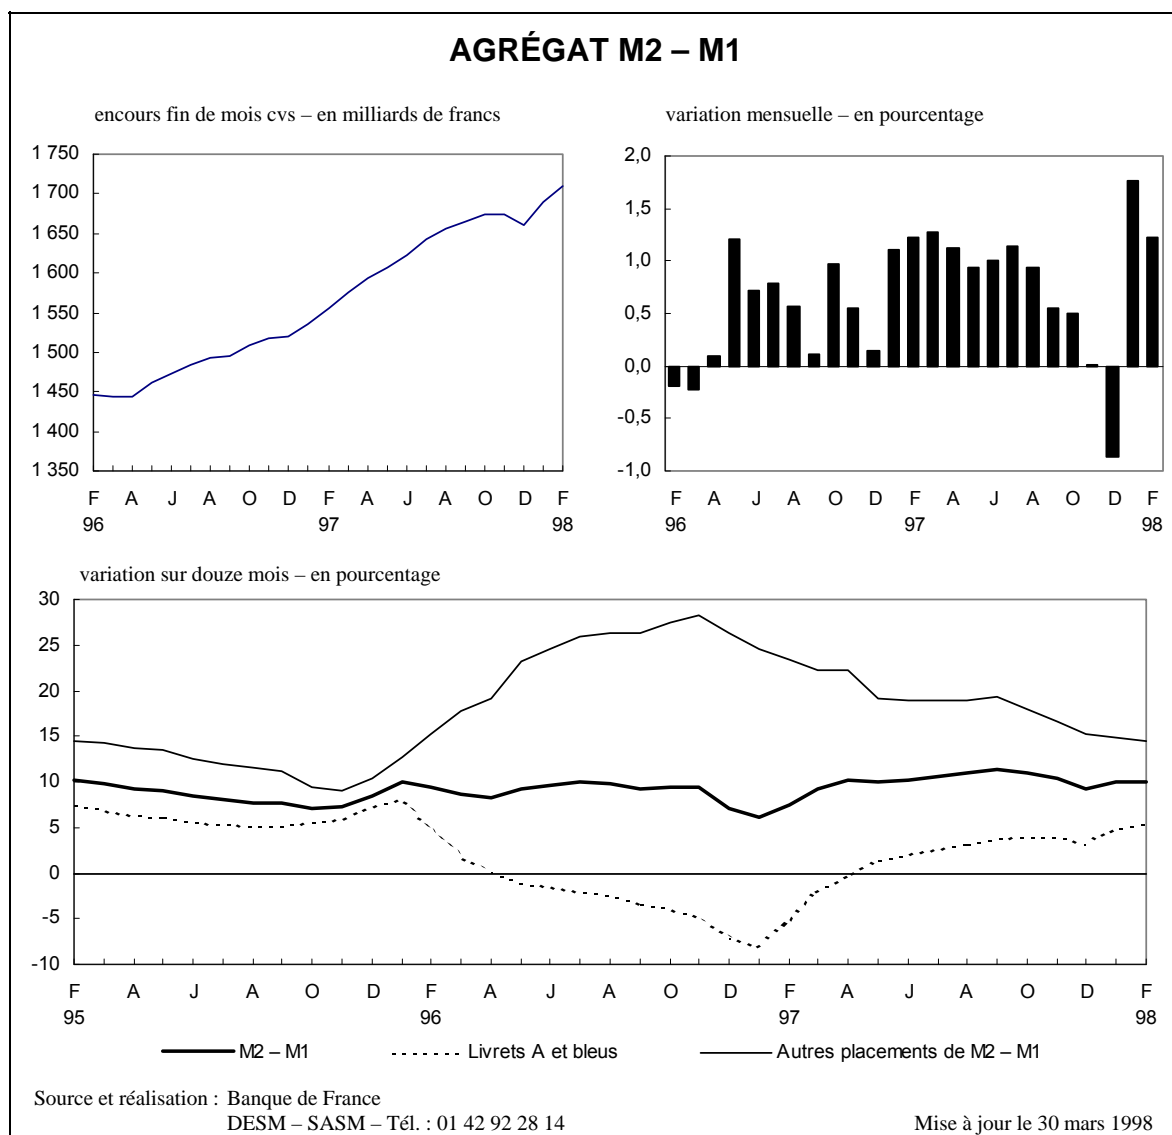 AGRÉGAT M2 – M1
encours fin de mois cvs – en milliards de francs
1 750
1 700
1 650
1 600
1 550
1 500
1 450
1 400
1 350
F A J A O D F A J A O D F
96 97 98
variation mensuelle – en pourcentage
2,0
1,5
1,0
0,5
0,0
-0,5
-1,0
F A J A O D F A J A O D F
96 97 98
variation sur douze mois – en pourcentage
30
25
20
15
10
5
0
-5
-10
F A J A O D F A J A O D F A J A O D F
95 96 97 98
M2 – M1 Livrets A et bleus Autres placements de M2 – M1
Source et réalisation : Banque de France
DESM – SASM – Tél. : 01 42 92 28 14 Mise à jour le 30 mars 1998